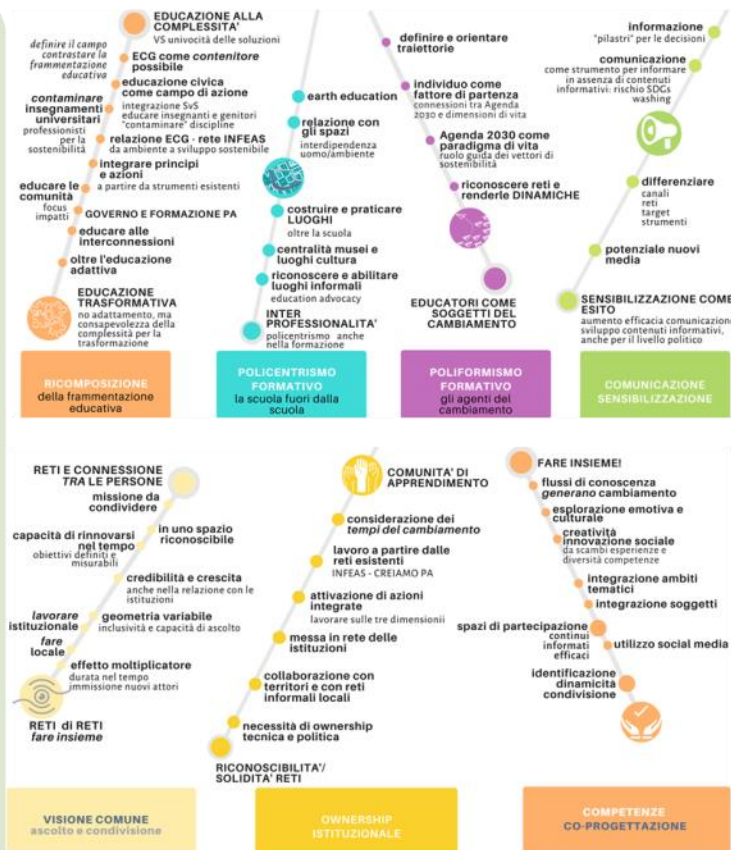 EDUCAZIONE ALLA
COMPLESSITA'
VS univocità delle soluzioni
definire il campo
contrastare la
frammentazione
educativa
ECG come contenitore
possibile
educazione civica
come campo di azione
integrazione SvS
educare insegnanti e genitori
"contaminare" discipline
contaminare
insegnamenti
universitari
professionisti
per la
sostenibilità
relazione ECG - rete INFEAS
da ambiente a sviluppo sostenibile
integrare principi
e azioni
a partire da strumenti esistenti
educare le
comunità
focus
impatti
GOVERNO E FORMAZIONE PA
educare alle
interconnessioni
oltre l'educazione
adattiva
EDUCAZIONE
TRASFORMATIVA
no adattamento, ma
consapevolezza della
complessità per la
trasformazione
RICOMPOSIZIONE
della frammentazione
educativa
earth education
relazione con
gli spazi
interdipendenza
uomo/ambiente
costruire e praticare
LUOGHI
oltre la scuola
centralità musei e
luoghi cultura
riconoscere e abilitare
luoghi informali
education advocacy
INTER
PROFESSIONALITA'
policentrismo anche
nella formazione
POLICENTRISMO
FORMATIVO
la scuola fuori dalla
scuola
definire e orientare
traiettorie
individuo come
fattore di partenza
connessioni tra Agenda
2030 e dimensioni di vita
Agenda 2030 come
paradigma di vita
ruolo guida dei vettori di
sostenibilità
riconoscere reti e
renderle DINAMICHE
EDUCATORI COME
SOGGETTI DEL
CAMBIAMENTO
POLIFORMISMO
FORMATIVO
gli agenti del
cambiamento
informazione
"pilastri" per le decisioni
comunicazione
come strumento per informare
in assenza di contenuti
informativi: rischio SDGs
washing
differenziare
canali
reti
target
strumenti
potenziale nuovi
media
SENSIBILIZZAZIONE COME
ESITO
aumento efficacia comunicazione
sviluppo contenuti informativi,
anche per il livello politico
COMUNICAZIONE
SENSIBILIZZAZIONE
RETI E CONNESSIONE
TRA LE PERSONE
missione da
condividere
in uno spazio
riconoscibile
capacità di rinnovarsi
nel tempo
obiettivi definiti e
misurabili
credibilità e crescita
anche nella relazione con le
istituzioni
lavorare
istituzionale
geometria variabile
inclusività e capacità di ascolto
fare
locale
effetto moltiplicatore
durata nel tempo
immissione nuovi attori
RETI di RETI
fare insieme
VISIONE COMUNE
ascolto e condivisione
COMUNITA' DI
APPRENDIMENTO
considerazione dei
tempi del cambiamento
lavoro a partire dalle
reti esistenti
INFEAS - CREIAMO PA
attivazione di azioni
integrate
lavorare sulle tre dimensionii
messa in rete delle
istituzioni
collaborazione con
territori e con reti
informali locali
necessità di ownership
tecnica e politica
RICONOSCIBILITA'/
SOLIDITA' RETI
OWNERSHIP
ISTITUZIONALE
FARE INSIEME!
flussi di conoscenza
generano cambiamento
esplorazione emotiva e
culturale
creatività
innovazione sociale
da scambi esperienze e
diversità competenze
integrazione ambiti
tematici
integrazione soggetti
spazi di partecipazione
continui
informati
efficaci
utilizzo social media
identificazione
dinamicità
condivisione
COMPETENZE
CO-PROGETTAZIONE